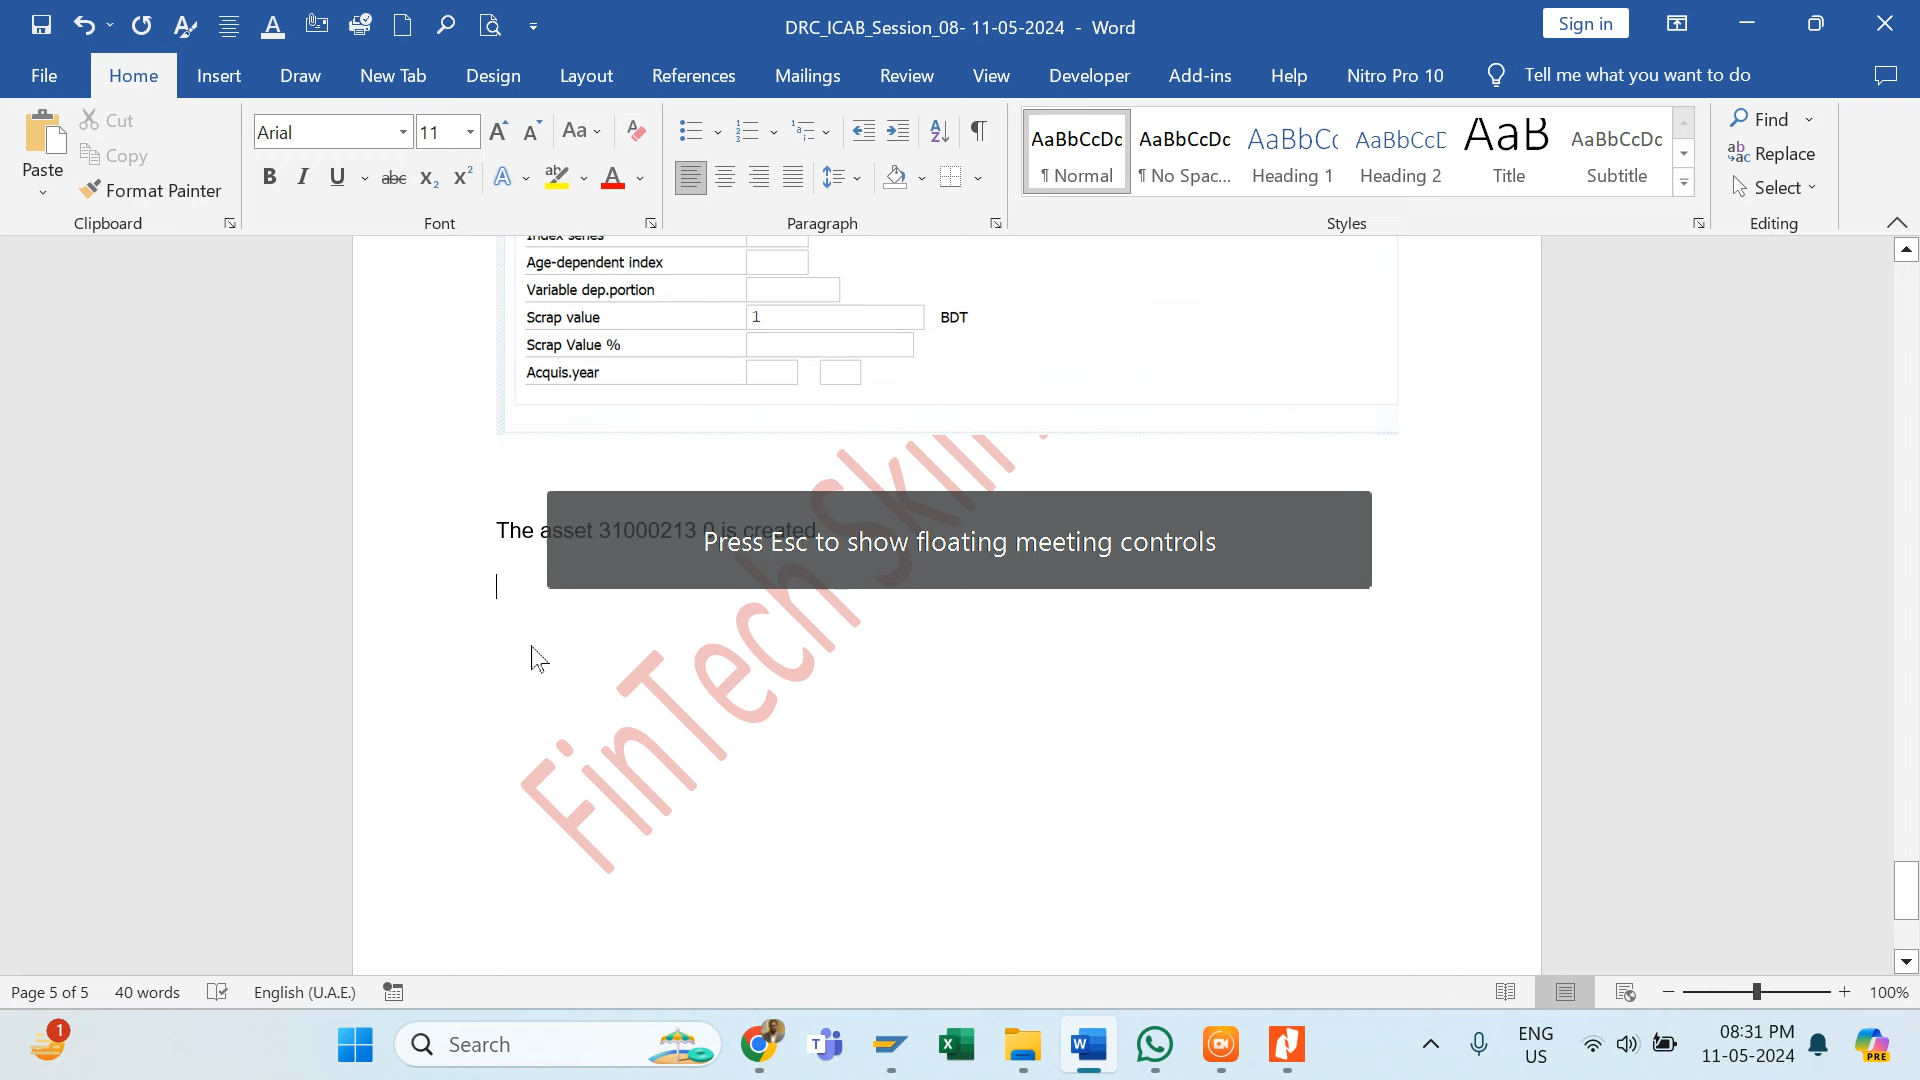 DRC_ICAB_Session_08- 11-05-2024 - Word
Sign in
File Home Insert Draw New Tab Design Layout References Mailings Review View Developer Add-ins Help Nitro Pro 10 Tell me what you want to do
Paste
Cut
Copy
Format Painter
Clipboard
Arial 11
Font
Paragraph
AaBbCcDc AaBbCcDc AaBbCc AaBbCcD AaB AaBbCcDc
¶ Normal ¶ No Spac... Heading 1 Heading 2 Title Subtitle
Styles
Find
Replace
Select
Editing
Index series
Age-dependent index
Variable dep.portion
Scrap value 1 BDT
Scrap Value %
Acquis.year
The asset 31000213 0 is created
Press Esc to show floating meeting controls
FinTech Skill
Page 5 of 5 40 words English (U.A.E.) 100%
1
Search
ENG
US
08:31 PM
11-05-2024
PRE